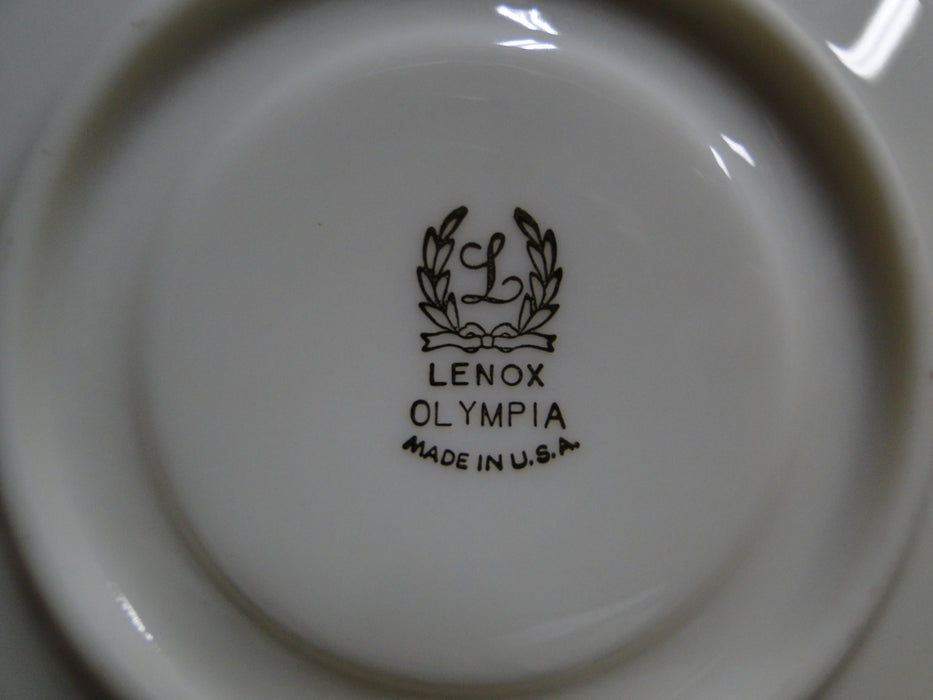 L
LENOX
OLYMPIA
MADE IN U.S.A.